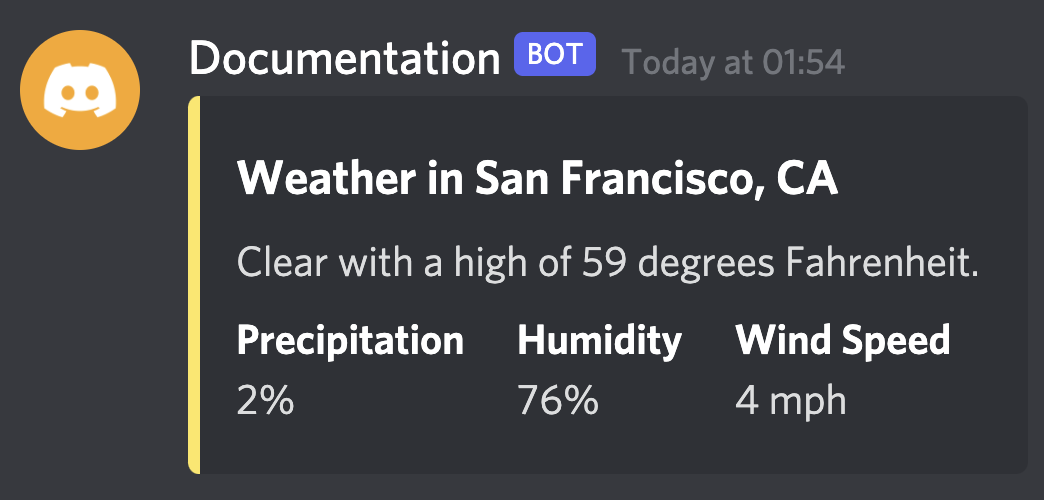 Documentation BOT Today at 01:54
Weather in San Francisco, CA
Clear with a high of 59 degrees Fahrenheit.
Precipitation Humidity Wind Speed
2% 76% 4 mph